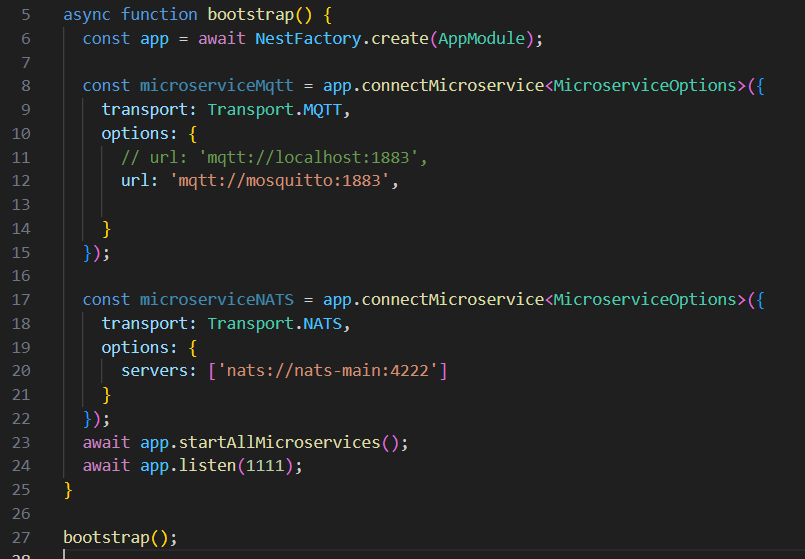 5 async function bootstrap() {
6 const app = await NestFactory.create(AppModule);
7
8 const microserviceMqtt = app.connectMicroservice<MicroserviceOptions>({
9 transport: Transport.MQTT,
10 options: {
11 // url: 'mqtt://localhost:1883',
12 url: 'mqtt://mosquitto:1883',
13
14 }
15 });
16
17 const microserviceNATS = app.connectMicroservice<MicroserviceOptions>({
18 transport: Transport.NATS,
19 options: {
20 servers: ['nats://nats-main:4222']
21 }
22 });
23 await app.startAllMicroservices();
24 await app.listen(1111);
25 }
26
27 bootstrap();
28